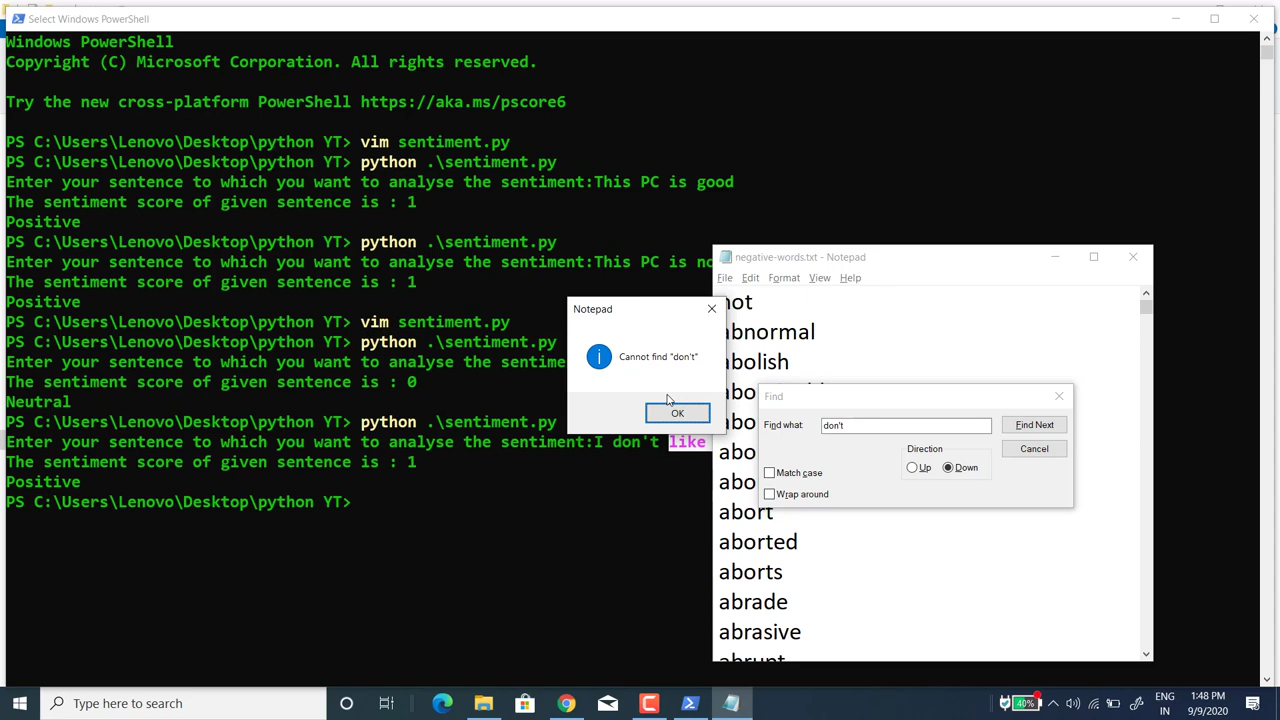 Select Windows PowerShell
Windows PowerShell
Copyright (C) Microsoft Corporation. All rights reserved.
Try the new cross-platform PowerShell https://aka.ms/pscore6
PS C:\Users\Lenovo\Desktop\python YT> vim sentiment.py
PS C:\Users\Lenovo\Desktop\python YT> python .\sentiment.py
Enter your sentence to which you want to analyse the sentiment:This PC is good
The sentiment score of given sentence is : 1
Positive
PS C:\Users\Lenovo\Desktop\python YT> python .\sentiment.py
Enter your sentence to which you want to analyse the sentiment:This PC is
The sentiment score of given sentence is : 1
Positive
PS C:\Users\Lenovo\Desktop\python YT> vim sentiment.py
PS C:\Users\Lenovo\Desktop\python YT> python .\sentiment.py
Enter your sentence to which you want to analyse the
The sentiment score of given sentence is : 0
Neutral
PS C:\Users\Lenovo\Desktop\python YT> python .\sentiment.py
Enter your sentence to which you want to analyse the sentiment:I don't like
The sentiment score of given sentence is : 1
Positive
PS C:\Users\Lenovo\Desktop\python YT>
negative-words.txt - Notepad
File Edit Format View Help
not
abnormal
abolish
abort
aborted
aborts
abrade
abrasive
abrupt
Notepad
Cannot find "don't"
OK
Find
Find what: don't
Find Next
Direction
Cancel
Up Down
Match case
Wrap around
Type here to search
40%
ENG
IN
1:48 PM
9/9/2020